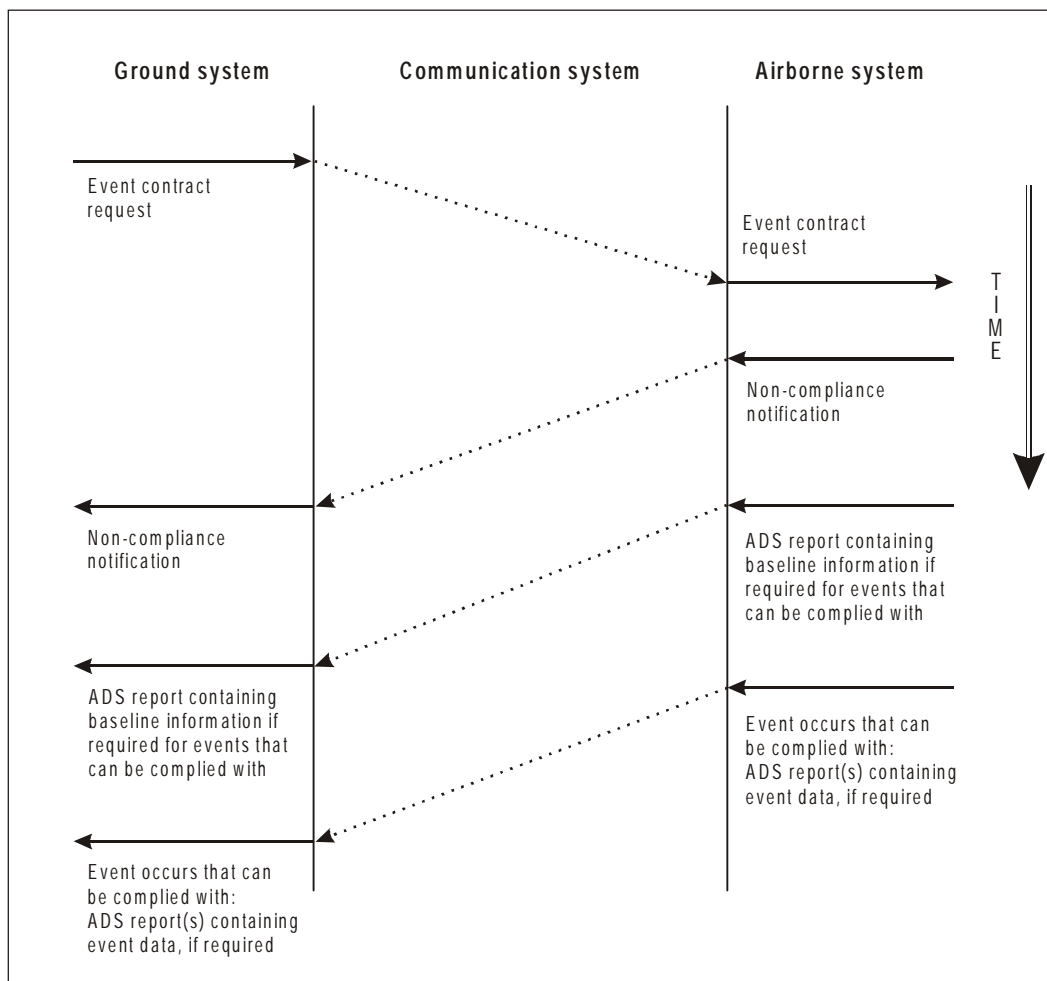 Ground system
Communication system
Airborne system
Event contract
request
Event contract
request
TIME
Non-compliance
notification
Non-compliance
notification
ADS report containing
baseline information if
required for events that
can be complied with
ADS report containing
baseline information if
required for events that
can be complied with
Event occurs that can
be complied with:
ADS report(s) containing
event data, if required
Event occurs that can
be complied with:
ADS report(s) containing
event data, if required